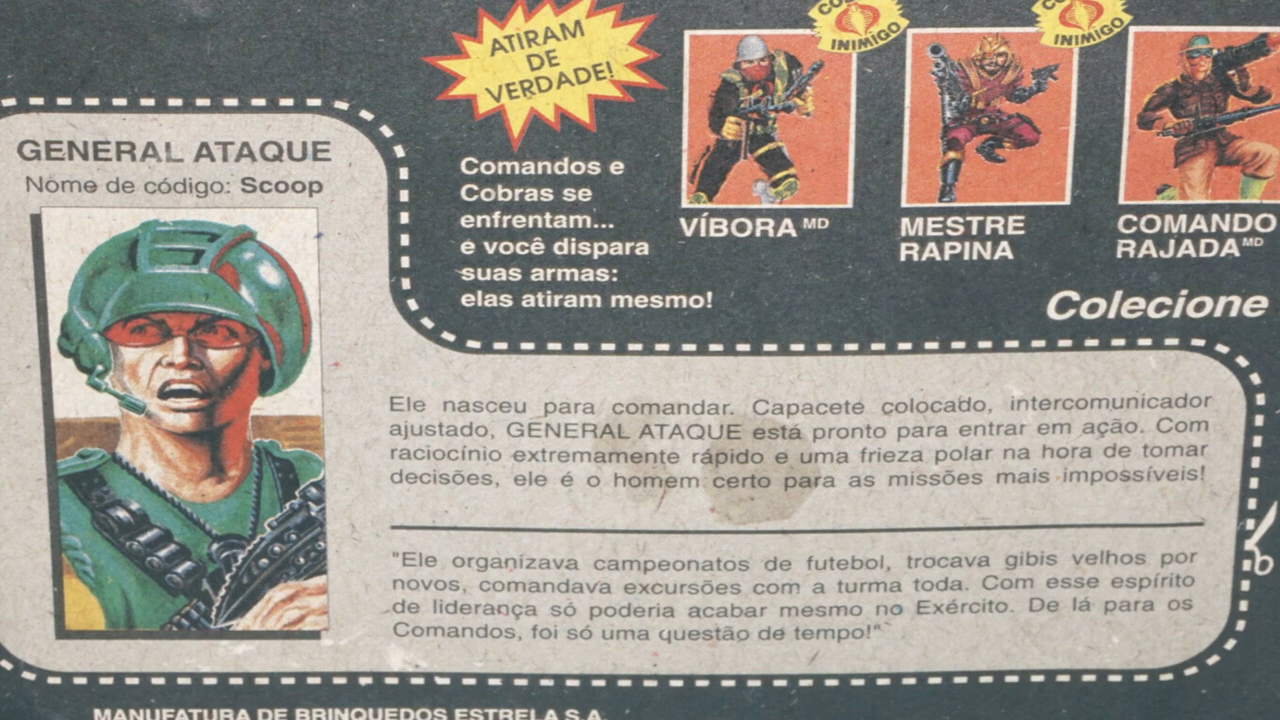 GENERAL ATAQUE
Nome de código: Scoop
ATIRAM
DE
VERDADE!
Comandos e
Cobras se
enfrentam...
e você dispara
suas armas:
elas atiram mesmo!
INIMIGO
VÍBORA MD
INIMIGO
MESTRE
RAPINA
COMANDO
RAJADA MD
Colecione
Ele nasceu para comandar. Capacete colocado, intercomunicador
ajustado, GENERAL ATAQUE está pronto para entrar em ação. Com
raciocínio extremamente rápido e uma frieza polar na hora de tomar
decisões, ele é o homem certo para as missões mais impossíveis!
"Ele organizava campeonatos de futebol, trocava gibis velhos por
novos, comandava excursões com a turma toda. Com esse espírito
de liderança só poderia acabar mesmo no Exército. De lá para os
Comandos, foi só uma questão de tempo!"
MANUFATURA DE BRINQUEDOS ESTRELA S.A.